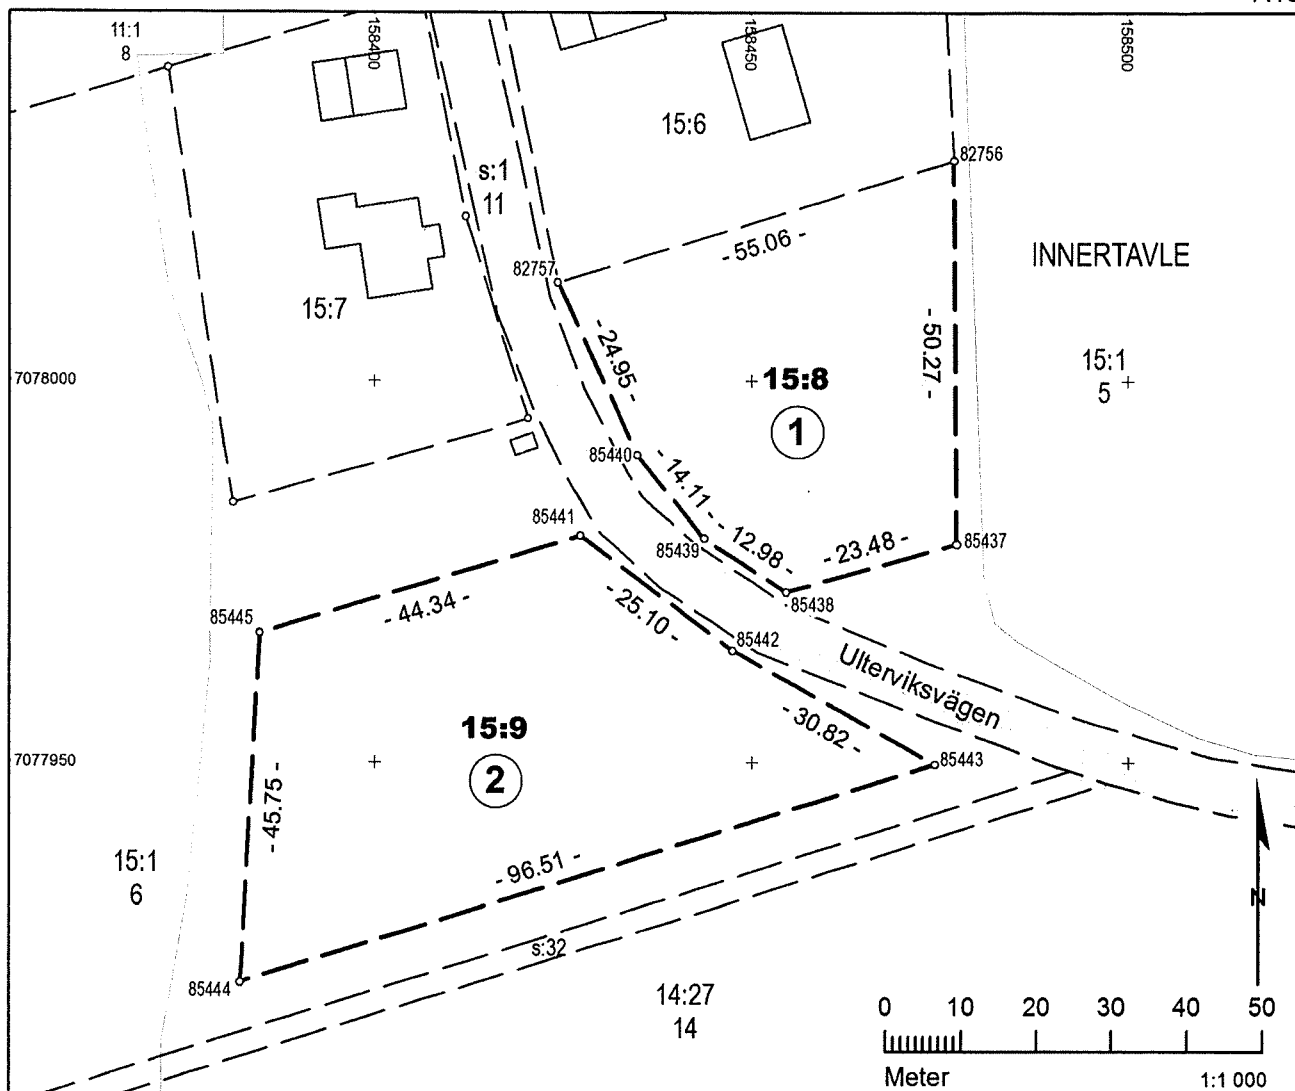 11:1
8
158400
158450
158500
15:6
82756
s:1
11
- 55.06 -
INNERTAVLE
82757
15:7
- 24.95 -
- 50.27 -
15:1
5
7078000
15:8
1
85440
- 14.11 -
85441
85439
- 12.98 -
- 23.48 -
85437
85438
- 44.34 -
- 25.10 -
85445
85442
Ulterviksvägen
15:9
- 30.82 -
7077950
2
85443
- 45.75 -
15:1
6
- 96.51 -
N
s:32
85444
14:27
14
0 10 20 30 40 50
Meter
1:1 000